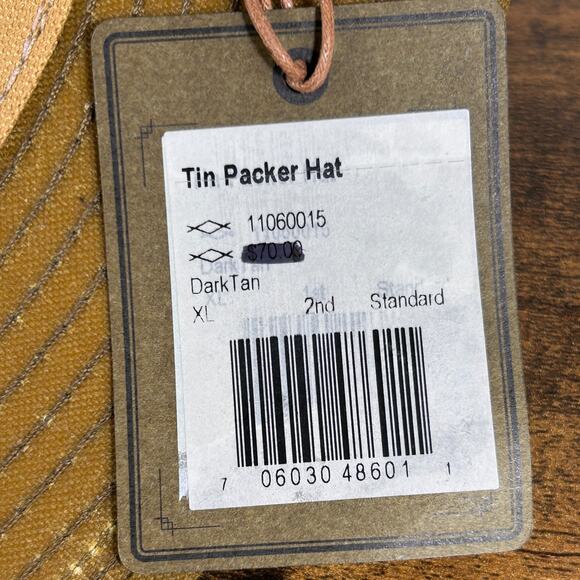 Tin Packer Hat
11060015
$70.00
DarkTan
XL 2nd Standard
7 06030 48601 1